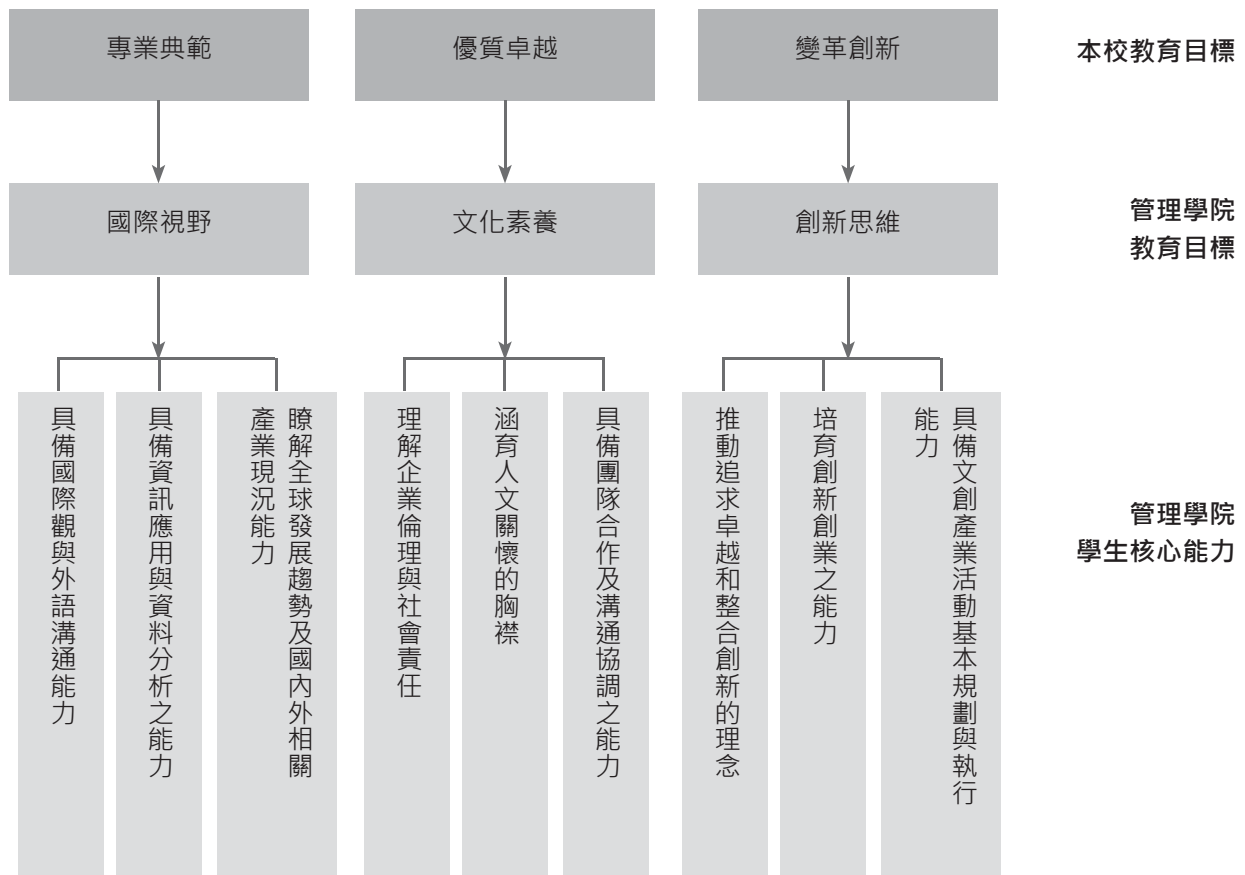 專業典範
優質卓越
變革創新
本校教育目標
國際視野
文化素養
創新思維
管理學院
教育目標
具備國際觀與外語溝通能力
具備資訊應用與資料分析之能力
瞭解全球發展趨勢及國內外相關
產業現況能力
理解企業倫理與社會責任
涵育人文關懷的胸襟
具備團隊合作及溝通協調之能力
推動追求卓越和整合創新的理念
培育創新創業之能力
具備文創產業活動基本規劃與執行
能力
管理學院
學生核心能力